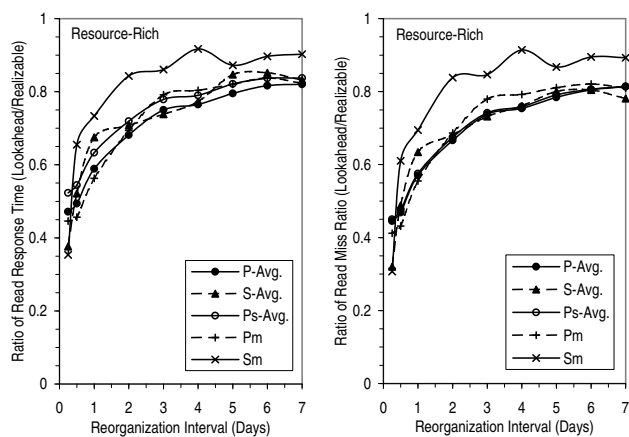 Resource-Rich
Ratio of Read Response Time (Lookahead/Realizable)
1
0.8
0.6
0.4
0.2
0
0 1 2 3 4 5 6 7
Reorganization Interval (Days)
P-Avg.
S-Avg.
Ps-Avg.
Pm
Sm
Resource-Rich
Ratio of Read Miss Ratio (Lookahead/Realizable)
1
0.8
0.6
0.4
0.2
0
0 1 2 3 4 5 6 7
Reorganization Interval (Days)
P-Avg.
S-Avg.
Ps-Avg.
Pm
Sm